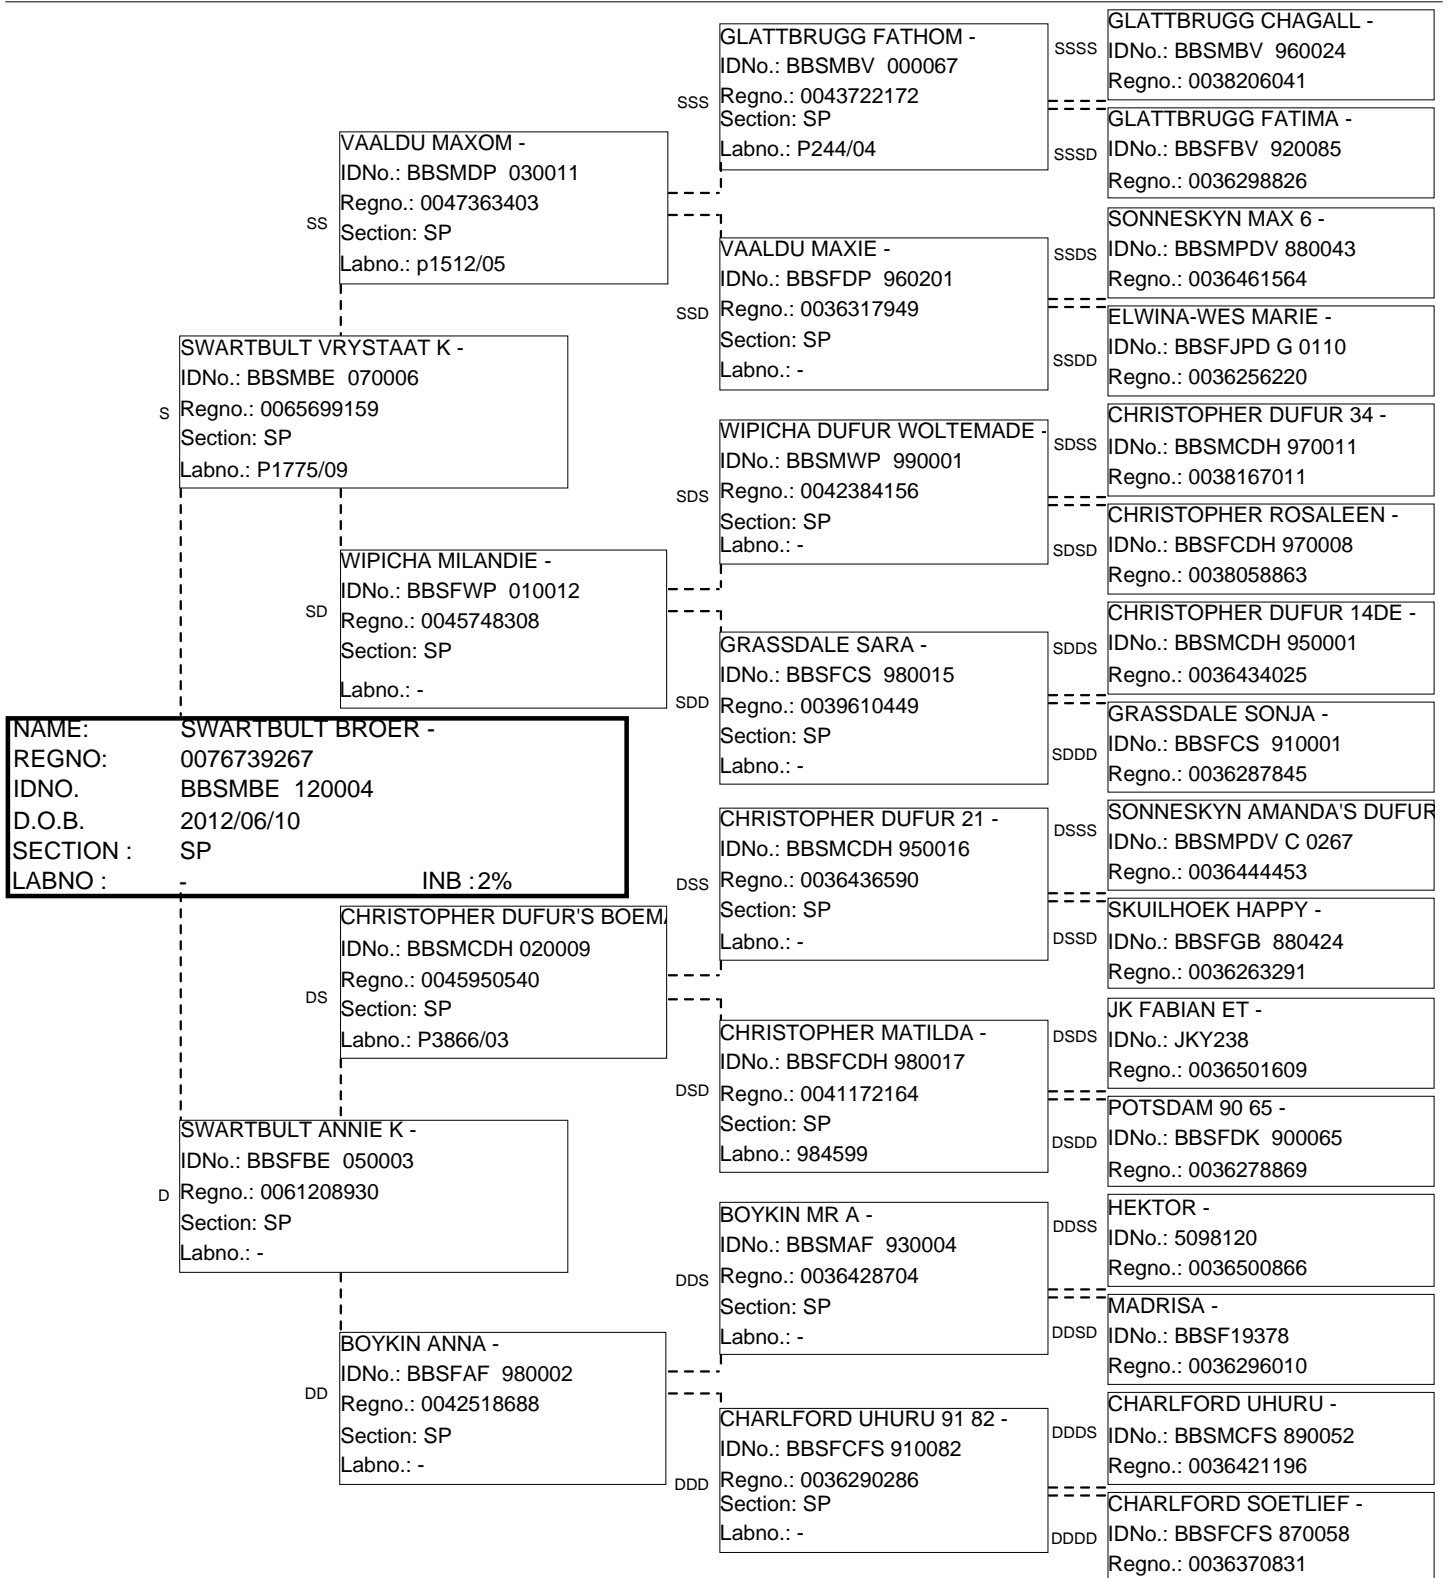 NAME: SWARTBULT BROER -
REGNO: 0076739267
IDNO. BBSMBE 120004
D.O.B. 2012/06/10
SECTION : SP
LABNO : - INB : 2%
S
SWARTBULT VRYSTAAT K -
IDNo.: BBSMBE 070006
Regno.: 0065699159
Section: SP
Labno.: P1775/09
D
SWARTBULT ANNIE K -
IDNo.: BBSFBE 050003
Regno.: 0061208930
Section: SP
Labno.: -
SS
VAALDU MAXOM -
IDNo.: BBSMDP 030011
Regno.: 0047363403
Section: SP
Labno.: p1512/05
SD
WIPICHA MILANDIE -
IDNo.: BBSFWP 010012
Regno.: 0045748308
Section: SP
Labno.: -
DS
CHRISTOPHER DUFUR'S BOEM
IDNo.: BBSMCDH 020009
Regno.: 0045950540
Section: SP
Labno.: P3866/03
DD
BOYKIN ANNA -
IDNo.: BBSFAF 980002
Regno.: 0042518688
Section: SP
Labno.: -
SSS
GLATTBRUGG FATHOM -
IDNo.: BBSMBV 000067
Regno.: 0043722172
Section: SP
Labno.: P244/04
SSD
VAALDU MAXIE -
IDNo.: BBSFDP 960201
Regno.: 0036317949
Section: SP
Labno.: -
SDS
WIPICHA DUFUR WOLTEMADE -
IDNo.: BBSMWP 990001
Regno.: 0042384156
Section: SP
Labno.: -
SDD
GRASSDALE SARA -
IDNo.: BBSFCS 980015
Regno.: 0039610449
Section: SP
Labno.: -
DSS
CHRISTOPHER DUFUR 21 -
IDNo.: BBSMCDH 950016
Regno.: 0036436590
Section: SP
Labno.: -
DSD
CHRISTOPHER MATILDA -
IDNo.: BBSFCDH 980017
Regno.: 0041172164
Section: SP
Labno.: 984599
DDS
BOYKIN MR A -
IDNo.: BBSMAF 930004
Regno.: 0036428704
Section: SP
Labno.: -
DDD
CHARLFORD UHURU 91 82 -
IDNo.: BBSFCFS 910082
Regno.: 0036290286
Section: SP
Labno.: -
SSSS
GLATTBRUGG CHAGALL -
IDNo.: BBSMBV 960024
Regno.: 0038206041
SSSD
GLATTBRUGG FATIMA -
IDNo.: BBSFBV 920085
Regno.: 0036298826
SSDS
SONNESKYN MAX 6 -
IDNo.: BBSMPDV 880043
Regno.: 0036461564
SSDD
ELWINA-WES MARIE -
IDNo.: BBSFJPD G 0110
Regno.: 0036256220
SDSS
CHRISTOPHER DUFUR 34 -
IDNo.: BBSMCDH 970011
Regno.: 0038167011
SDSD
CHRISTOPHER ROSALEEN -
IDNo.: BBSFCDH 970008
Regno.: 0038058863
SDDS
CHRISTOPHER DUFUR 14DE -
IDNo.: BBSMCDH 950001
Regno.: 0036434025
SDDD
GRASSDALE SONJA -
IDNo.: BBSFCS 910001
Regno.: 0036287845
DSSS
SONNESKYN AMANDA'S DUFUR
IDNo.: BBSMPDV C 0267
Regno.: 0036444453
DSSD
SKUILHOEK HAPPY -
IDNo.: BBSFGB 880424
Regno.: 0036263291
DSDS
JK FABIAN ET -
IDNo.: JKY238
Regno.: 0036501609
DSDD
POTSDAM 90 65 -
IDNo.: BBSFDK 900065
Regno.: 0036278869
DDSS
HEKTOR -
IDNo.: 5098120
Regno.: 0036500866
DDSD
MADRISA -
IDNo.: BBSF19378
Regno.: 0036296010
DDDS
CHARLFORD UHURU -
IDNo.: BBSMCFS 890052
Regno.: 0036421196
DDDD
CHARLFORD SOETLIEF -
IDNo.: BBSFCFS 870058
Regno.: 0036370831